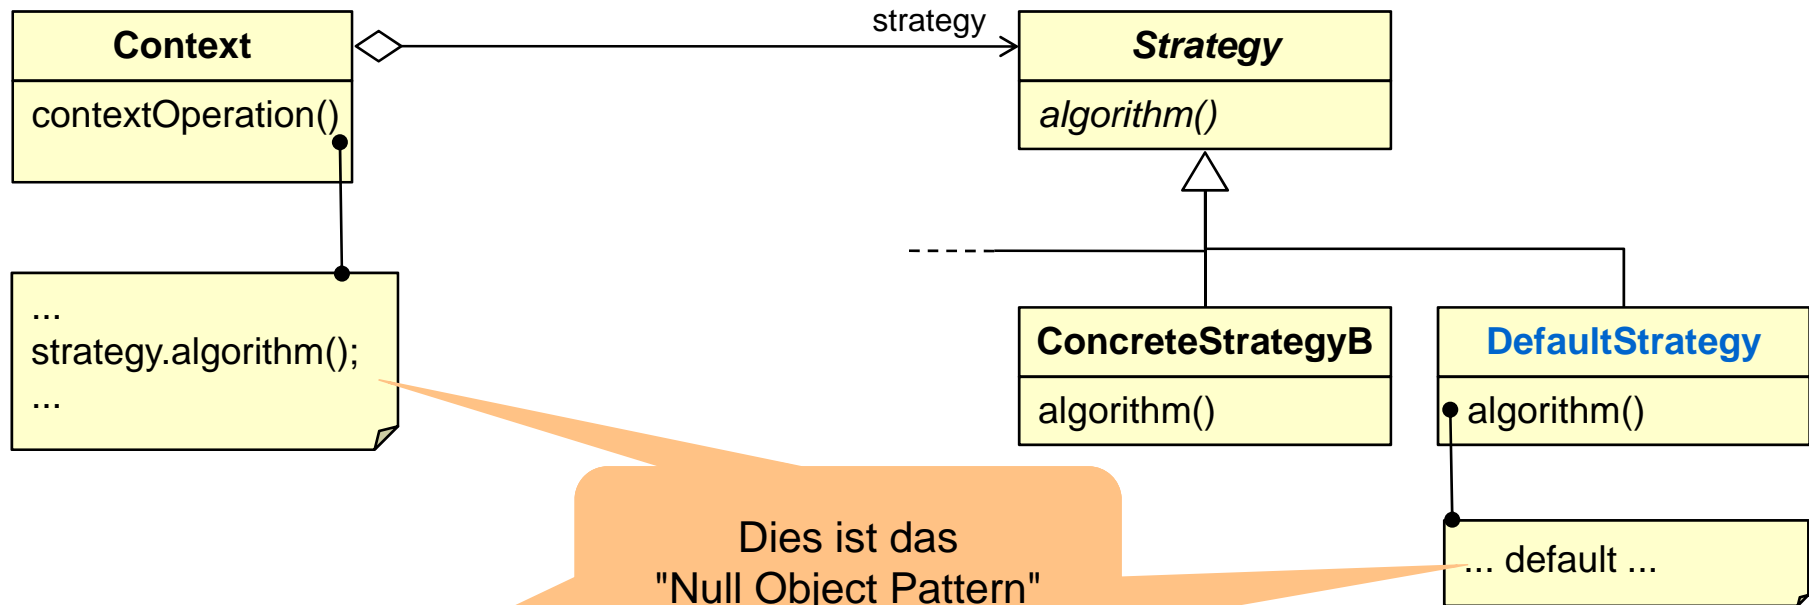 strategy
Context
contextOperation()
Strategy
algorithm()
...
strategy.algorithm();
...
ConcreteStrategyB
algorithm()
DefaultStrategy
algorithm()
Dies ist das
"Null Object Pattern"
... default ...